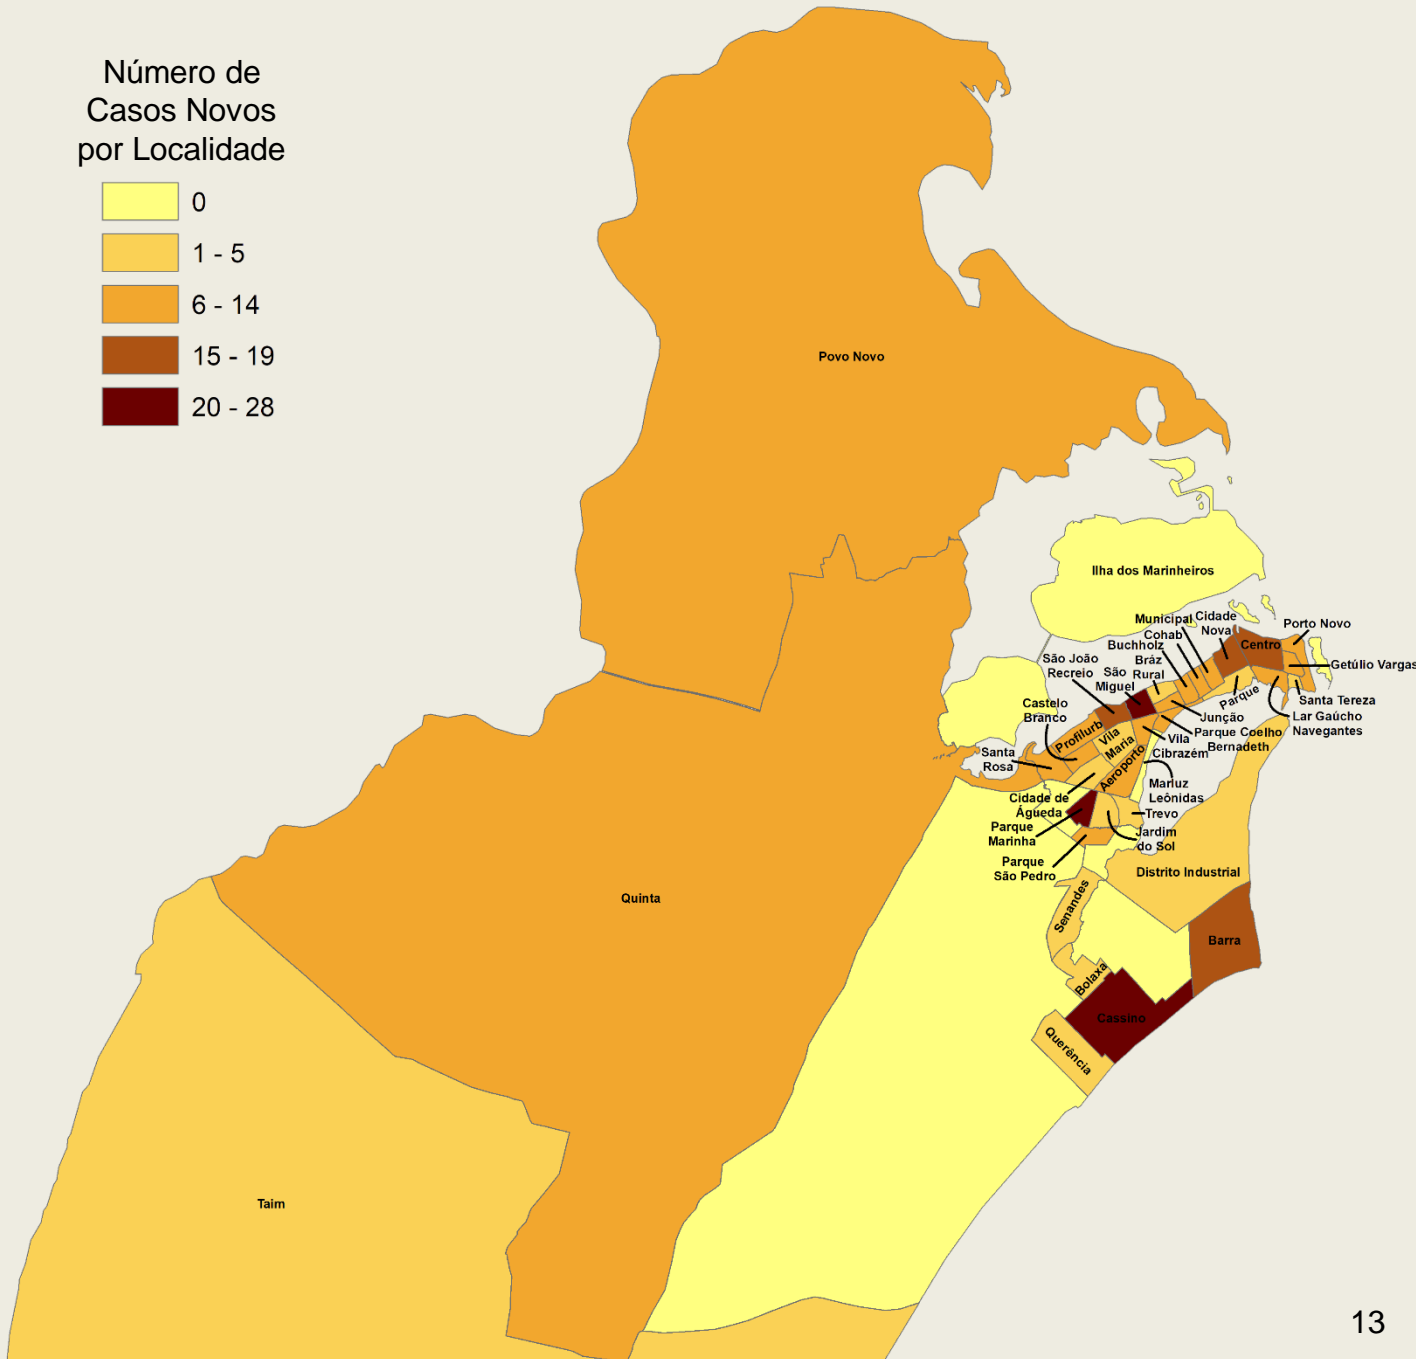 Número de
Casos Novos
por Localidade
0
1 - 5
6 - 14
15 - 19
20 - 28
Povo Novo
Ilha dos Marinheiros
Municipal
Cidade
Nova
Cohab
Buchholz
Bráz
Rural
São João
Recreio
São
Miguel
Centro
Porto Novo
Getúlio Vargas
Santa Tereza
Lar Gaúcho
Navegantes
Parque
Junção
Parque Coelho
Bernadeth
Vila
Cibrazém
Castelo
Branco
Profilurb
Vila
Maria
Aeroporto
Santa
Rosa
Marluz
Leônidas
Cidade de
Águeda
Trevo
Parque
Marinha
Jardim
do Sol
Parque
São Pedro
Distrito Industrial
Senandes
Quinta
Barra
Bolaxa
Cassino
Querência
Taim
13